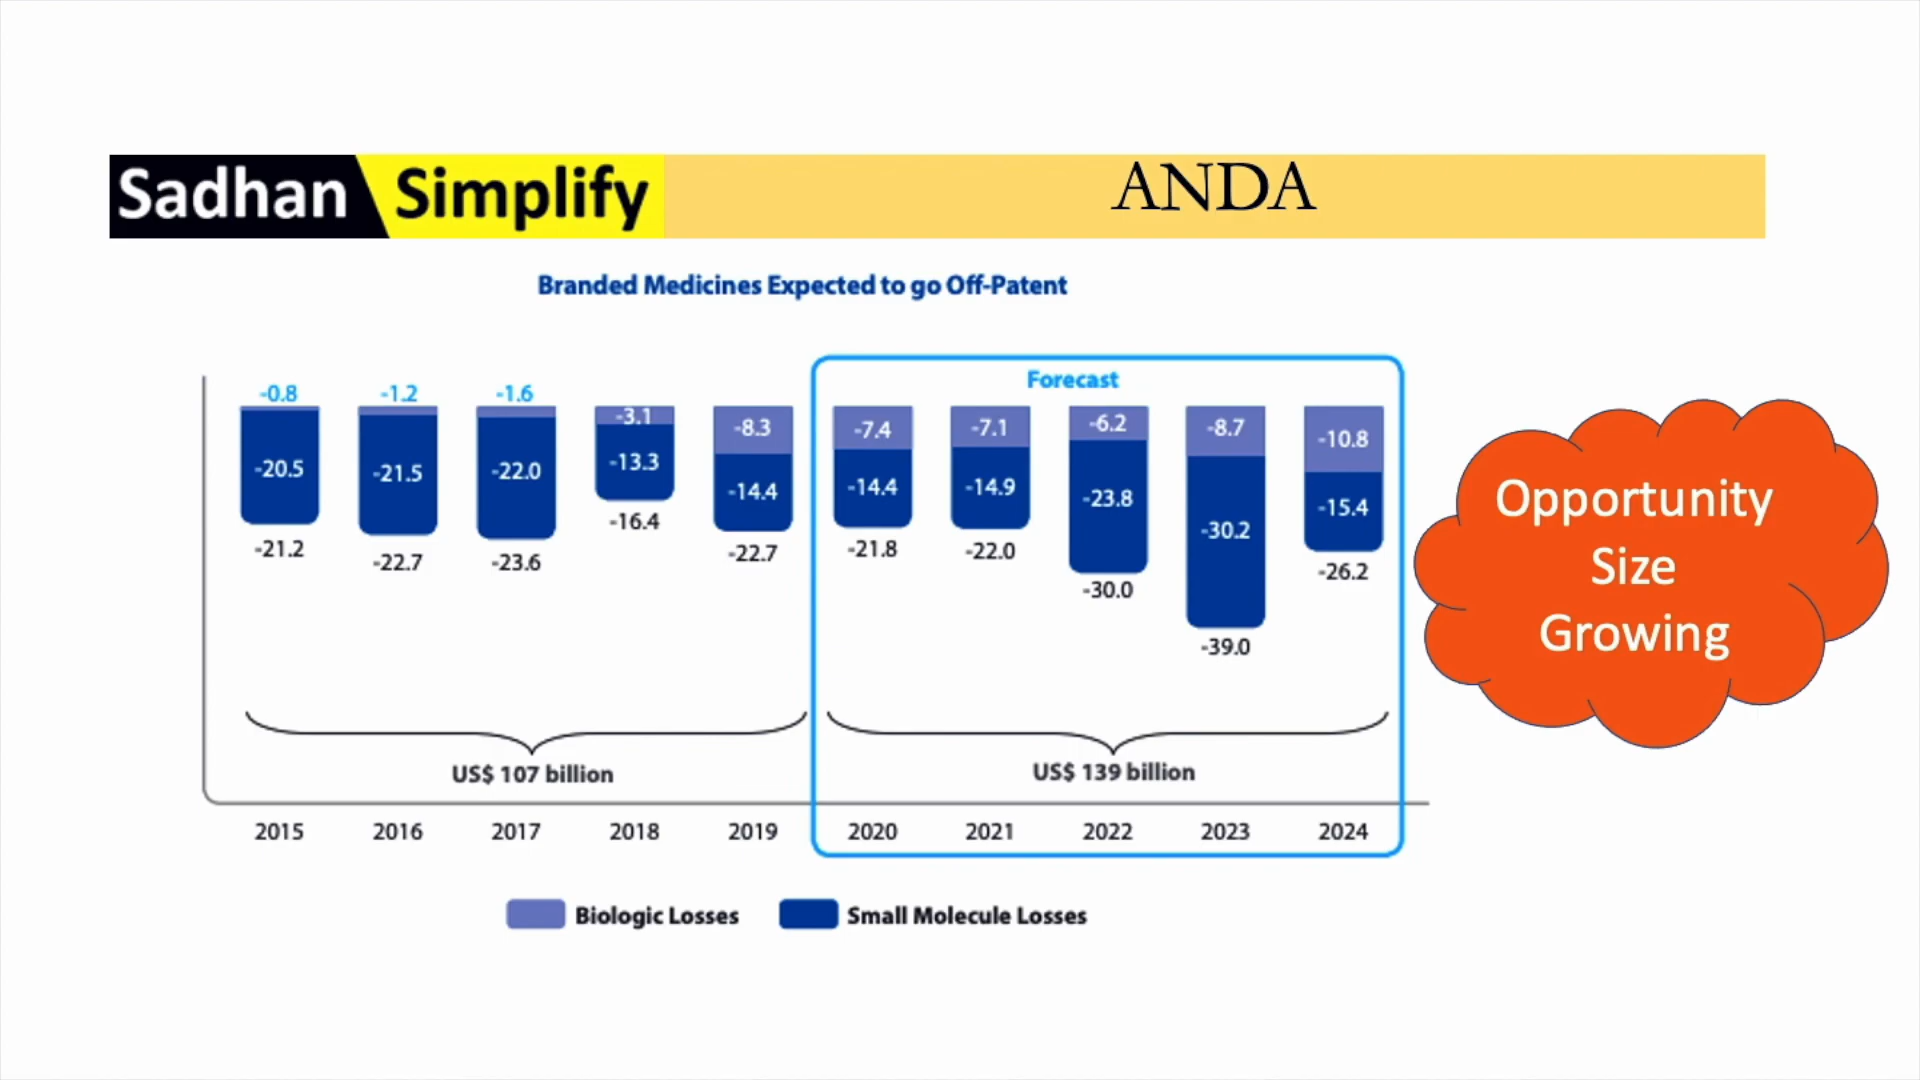 Sadhan Simplify
ANDA
Branded Medicines Expected to go Off-Patent
Forecast
-0.8 -1.2 -1.6 -3.1 -8.3 -7.4 -7.1 -6.2 -8.7 -10.8
-20.5 -21.5 -22.0 -13.3 -14.4 -14.4 -14.9 -23.8 -30.2 -15.4
-21.2 -22.7 -23.6 -16.4 -22.7 -21.8 -22.0 -30.0 -39.0 -26.2
US$ 107 billion US$ 139 billion
2015 2016 2017 2018 2019 2020 2021 2022 2023 2024
Biologic Losses Small Molecule Losses
Opportunity
Size
Growing